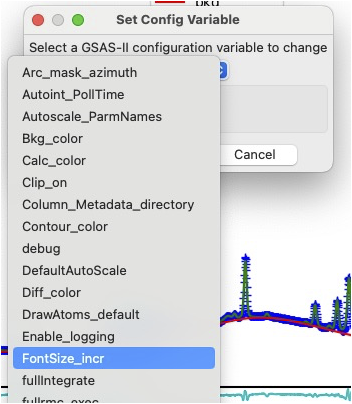 pkg
Set Config Variable
Select a GSAS-II configuration variable to change
Arc_mask_azimuth
Autoint_PollTime
Autoscale_ParmNames
Bkg_color
Calc_color
Clip_on
Column_Metadata_directory
Contour_color
debug
DefaultAutoScale
Diff_color
DrawAtoms_default
Enable_logging
FontSize_incr
fullIntegrate
fullrmc_exec
Cancel